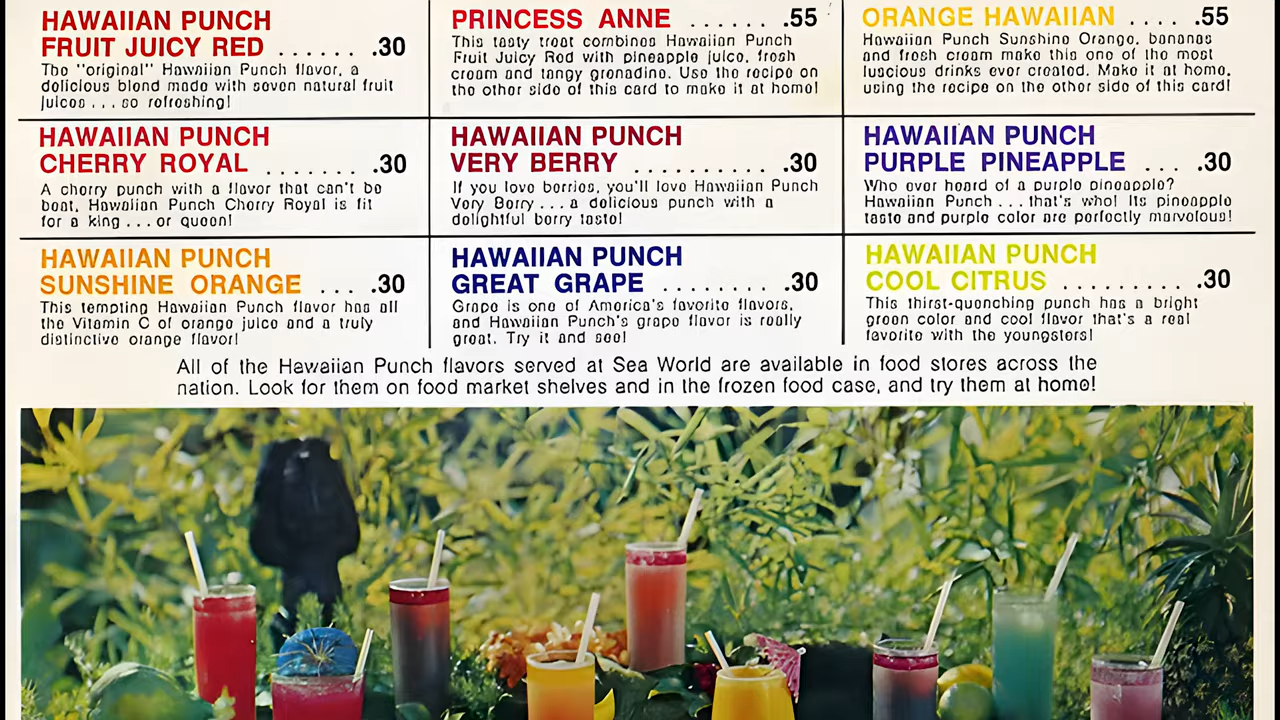 HAWAIIAN PUNCH
FRUIT JUICY RED ...... .30
The "original" Hawaiian Punch flavor, a
delicious blend made with seven natural fruit
juices ... so refreshing!
PRINCESS ANNE ...... .55
This tasty treat combines Hawaiian Punch
Fruit Juicy Red with pineapple juice, fresh
cream and tangy grenadine. Use the recipe on
the other side of this card to make it at home!
ORANGE HAWAIIAN .... .55
Hawaiian Punch Sunshine Orange, bananas
and fresh cream make this one of the most
luscious drinks ever created. Make it at home,
using the recipe on the other side of this card!
HAWAIIAN PUNCH
CHERRY ROYAL ....... .30
A cherry punch with a flavor that can't be
beat, Hawaiian Punch Cherry Royal is fit
for a king ... or queen!
HAWAIIAN PUNCH
VERY BERRY .......... .30
If you love berries, you'll love Hawaiian Punch
Very Berry ... a delicious punch with a
delightful berry taste!
HAWAIIAN PUNCH
PURPLE PINEAPPLE ... .30
Who ever heard of a purple pineapple?
Hawaiian Punch ... that's who! Its pineapple
taste and purple color are perfectly marvelous!
HAWAIIAN PUNCH
SUNSHINE ORANGE ... .30
This tempting Hawaiian Punch flavor has all
the Vitamin C of orange juice and a truly
distinctive orange flavor!
HAWAIIAN PUNCH
GREAT GRAPE ........ .30
Grape is one of America's favorite flavors,
and Hawaiian Punch's grape flavor is really
great. Try it and see!
HAWAIIAN PUNCH
COOL CITRUS ......... .30
This thirst-quenching punch has a bright
green color and cool flavor that's a real
favorite with the youngsters!
All of the Hawaiian Punch flavors served at Sea World are available in food stores across the
nation. Look for them on food market shelves and in the frozen food case, and try them at home!